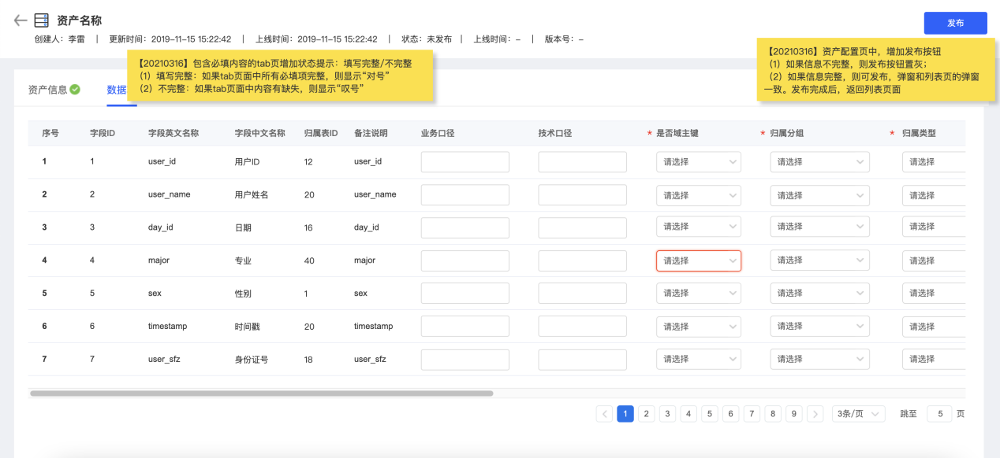 资产名称
发布
创建人：李雷 | 更新时间：2019-11-15 15:22:42 | 上线时间：2019-11-15 15:22:42 | 状态：未发布 | 上线时间：- | 版本号：-
【20210316】包含必填内容的tab页增加状态提示：填写完整/不完整
（1）填写完整：如果tab页面中所有必填项完整，则显示“对号”
（2）不完整：如果tab页面中内容有缺失，则显示“叹号”
【20210316】资产配置页中，增加发布按钮
（1）如果信息不完整，则发布按钮置灰；
（2）如果信息完整，则可发布，弹窗和列表页的弹窗
一致。发布完成后，返回列表页面
资产信息 数据
序号 字段ID 字段英文名称 字段中文名称 归属表ID 备注说明 业务口径 技术口径 * 是否域主键 * 归属分组 * 归属类型
1 1 user_id 用户ID 12 user_id 请选择 请选择 请选择
2 2 user_name 用户姓名 20 user_name 请选择 请选择 请选择
3 3 day_id 日期 16 day_id 请选择 请选择 请选择
4 4 major 专业 40 major 请选择 请选择 请选择
5 5 sex 性别 1 sex 请选择 请选择 请选择
6 6 timestamp 时间戳 20 timestamp 请选择 请选择 请选择
7 7 user_sfz 身份证号 18 user_sfz 请选择 请选择 请选择
1 2 3 4 5 6 7 8 9 3条/页 跳至 5 页